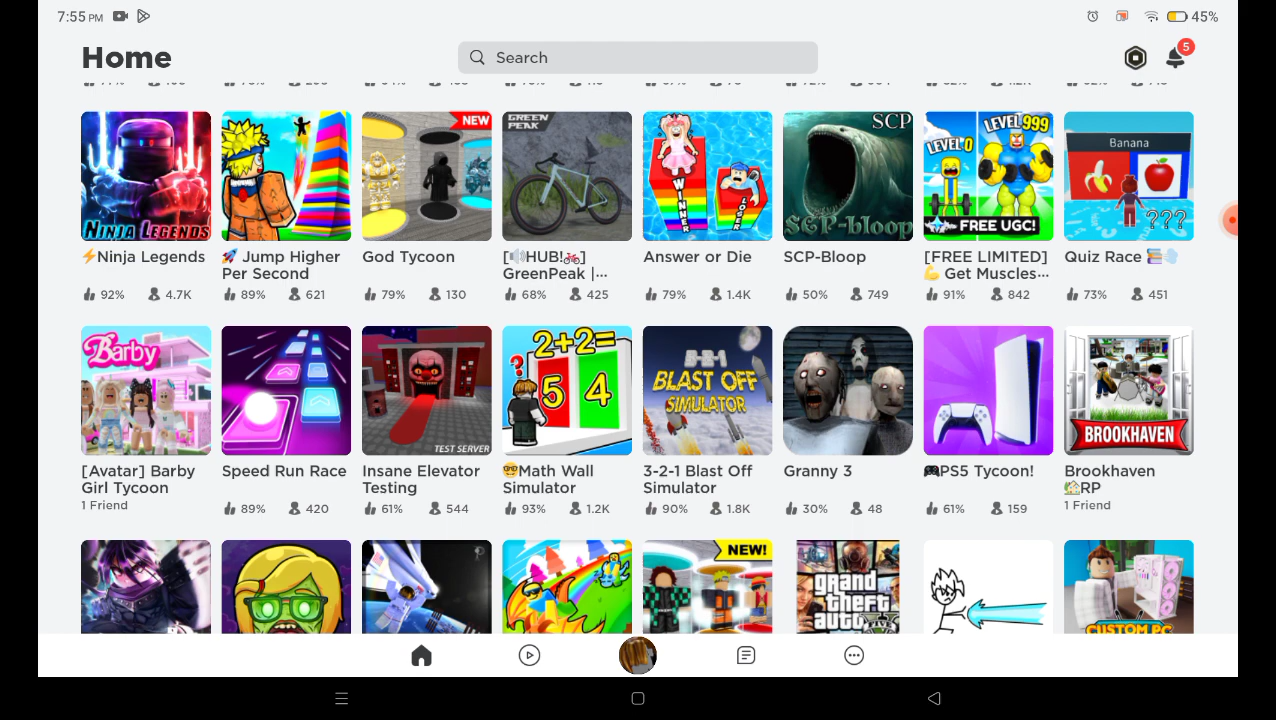 7:55 PM
45%
Home
Search
5
NINJA LEGENDS
NEW
GREEN PEAK
WINNER
LOSER
SCP
SCP-bloop
LEVEL 0
LEVEL 999
FREE UGC!
Banana
???
⚡Ninja Legends
🚀 Jump Higher Per Second
God Tycoon
[🔊HUB!🚲] GreenPeak |...
Answer or Die
SCP-Bloop
[FREE LIMITED] 💪 Get Muscles...
Quiz Race 📚💨
92% 4.7K
89% 621
79% 130
68% 425
79% 1.4K
50% 749
91% 842
73% 451
Barby
TEST SERVER
2+2=
?
5 4
3-2-1
BLAST OFF
SIMULATOR
BROOKHAVEN
[Avatar] Barby Girl Tycoon
1 Friend
Speed Run Race
Insane Elevator Testing
🤓Math Wall Simulator
3-2-1 Blast Off Simulator
Granny 3
🎮PS5 Tycoon!
Brookhaven 🏡RP
1 Friend
89% 420
61% 544
93% 1.2K
90% 1.8K
30% 48
61% 159
NEW!
grand
theft
auto
CUSTOM PC